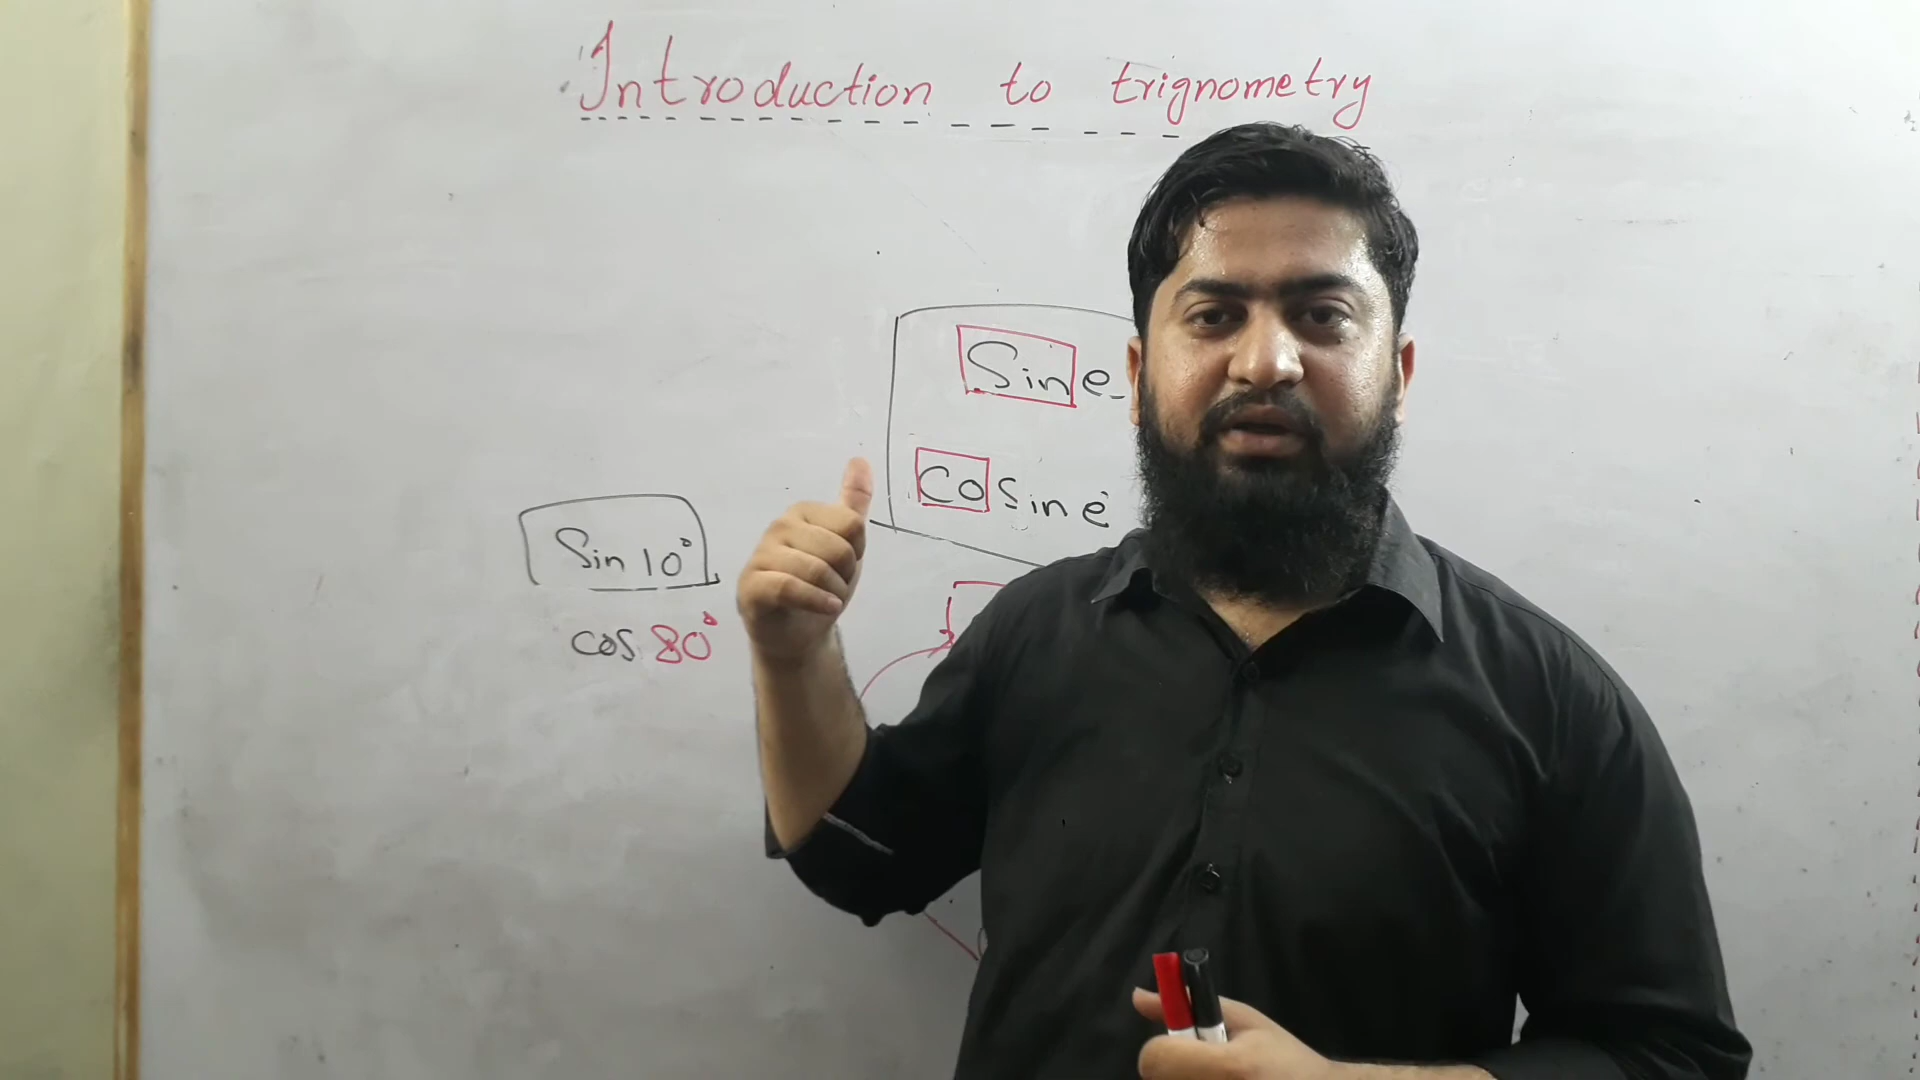 Introduction to trignometry
Sine
Cosine
Sin 10°
cos 80°